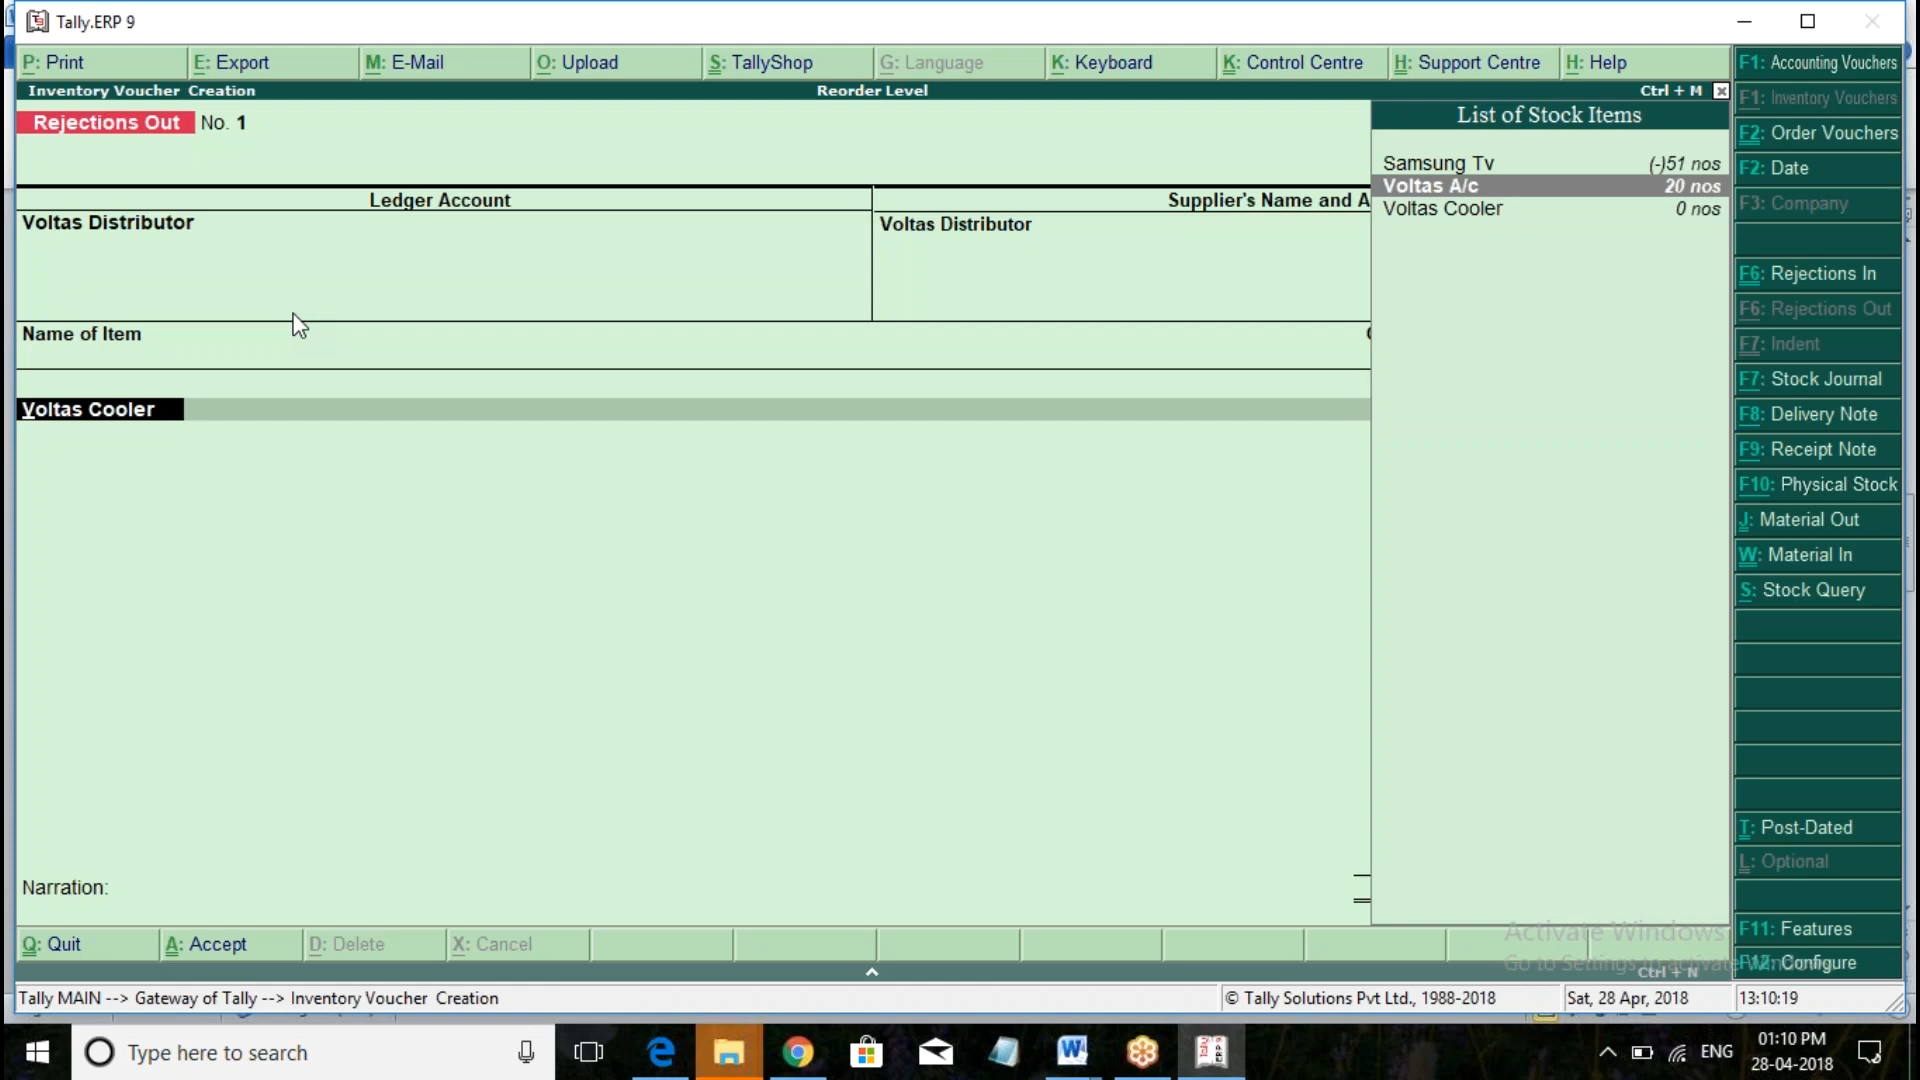 Tally.ERP 9
P: Print E: Export M: E-Mail O: Upload S: TallyShop G: Language K: Keyboard K: Control Centre H: Support Centre H: Help
Inventory Voucher Creation Reorder Level Ctrl + M
Rejections Out No. 1
Ledger Account Supplier's Name and A
Voltas Distributor Voltas Distributor
Name of Item
Voltas Cooler
Narration:
List of Stock Items
Samsung Tv (-)51 nos
Voltas A/c 20 nos
Voltas Cooler 0 nos
F1: Accounting Vouchers
F1: Inventory Vouchers
F2: Order Vouchers
F2: Date
F3: Company
F6: Rejections In
F6: Rejections Out
F7: Indent
F7: Stock Journal
F8: Delivery Note
F9: Receipt Note
F10: Physical Stock
J: Material Out
W: Material In
S: Stock Query
T: Post-Dated
L: Optional
F11: Features
F12: Configure
Q: Quit A: Accept D: Delete X: Cancel
Activate Windows
Go to Settings to activate Windows.
Ctrl + N
Tally MAIN --> Gateway of Tally --> Inventory Voucher Creation © Tally Solutions Pvt Ltd., 1988-2018 Sat, 28 Apr, 2018 13:10:19
Type here to search ENG 01:10 PM
28-04-2018